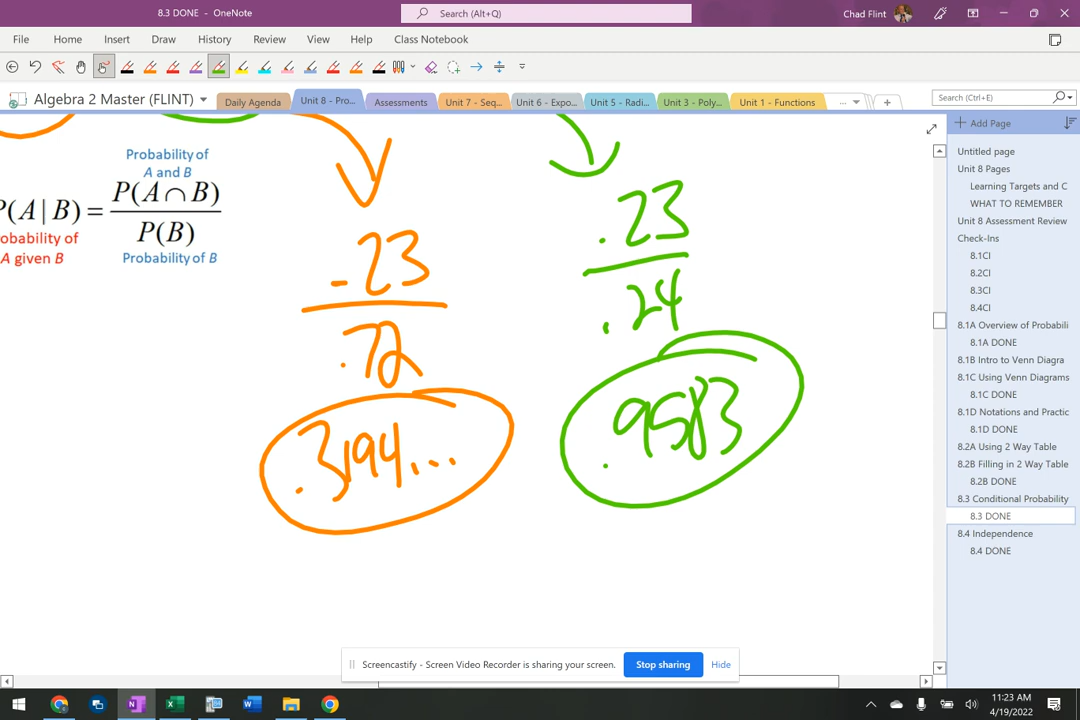 8.3 DONE - OneNote
Search (Alt+Q)
Chad Flint
File Home Insert Draw History Review View Help Class Notebook
Algebra 2 Master (FLINT)
Daily Agenda
Unit 8 - Pro...
Assessments
Unit 7 - Seq...
Unit 6 - Expo...
Unit 5 - Radi...
Unit 3 - Poly...
Unit 1 - Functions
...
Search (Ctrl+E)
Add Page
Untitled page
Unit 8 Pages
Learning Targets and C
WHAT TO REMEMBER
Unit 8 Assessment Review
Check-Ins
8.1CI
8.2CI
8.3CI
8.4CI
8.1A Overview of Probabili
8.1A DONE
8.1B Intro to Venn Diagra
8.1C Using Venn Diagrams
8.1C DONE
8.1D Notations and Practic
8.1D DONE
8.2A Using 2 Way Table
8.2B Filling in 2 Way Table
8.2B DONE
8.3 Conditional Probability
8.3 DONE
8.4 Independence
8.4 DONE
Probability of
A and B
P(A | B) = P(A ∩ B)
P(B)
obability of
A given B
Probability of B
.23
.72
.3194...
.23
.24
.9583
Screencastify - Screen Video Recorder is sharing your screen.
Stop sharing
Hide
11:23 AM
4/19/2022